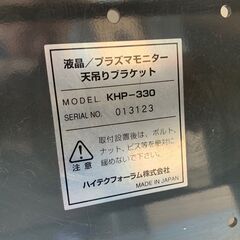 液晶／プラズマモニター
天吊りブラケット
MODEL KHP-330
SERIAL NO. 013123
注意
取付設置後は、ボルト、
ナット、ビス等を絶対に
緩めないで下さい。
ハイテクフォーラム株式会社
MADE IN JAPAN